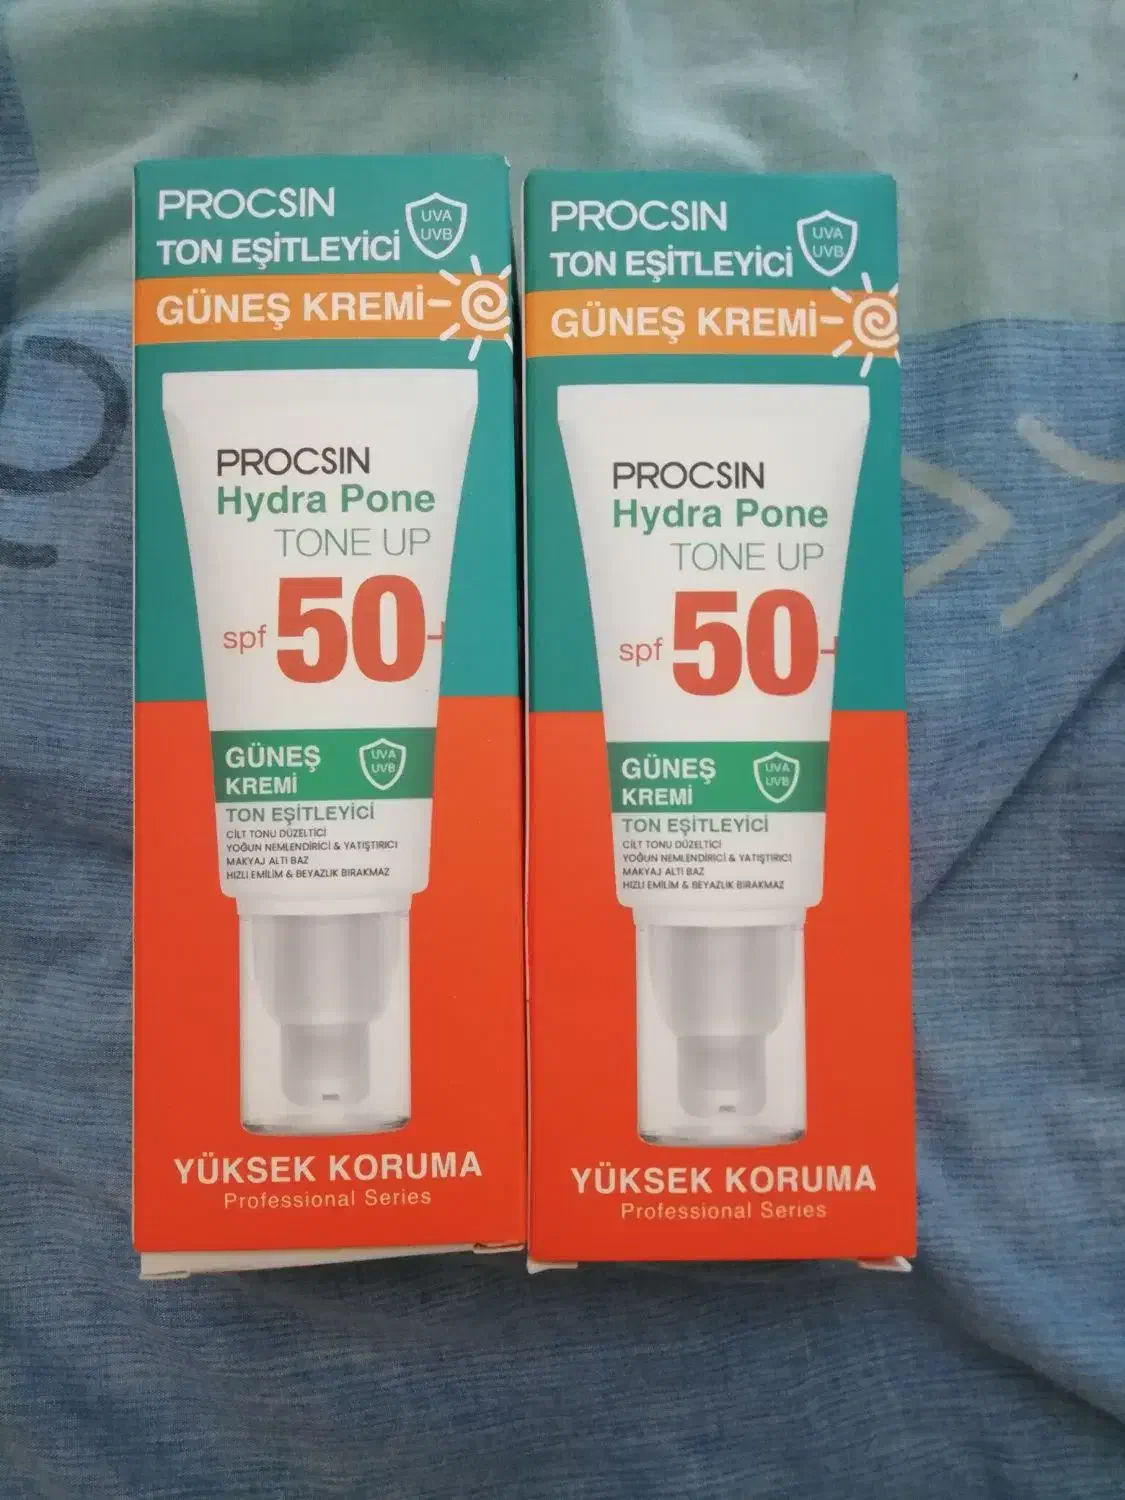 PROCSIN
UVA
UVB
TON EŞİTLEYİCİ
GÜNEŞ KREMİ
PROCSIN
Hydra Pone
TONE UP
spf 50+
GÜNEŞ
KREMİ
UVA
UVB
TON EŞİTLEYİCİ
CİLT TONU DÜZELTİCİ
YOĞUN NEMLENDİRİCİ & YATIŞTIRICI
MAKYAJ ALTI BAZ
HIZLI EMİLİM & BEYAZLIK BIRAKMAZ
YÜKSEK KORUMA
Professional Series
PROCSIN
UVA
UVB
TON EŞİTLEYİCİ
GÜNEŞ KREMİ
PROCSIN
Hydra Pone
TONE UP
spf 50+
GÜNEŞ
KREMİ
UVA
UVB
TON EŞİTLEYİCİ
CİLT TONU DÜZELTİCİ
YOĞUN NEMLENDİRİCİ & YATIŞTIRICI
MAKYAJ ALTI BAZ
HIZLI EMİLİM & BEYAZLIK BIRAKMAZ
YÜKSEK KORUMA
Professional Series